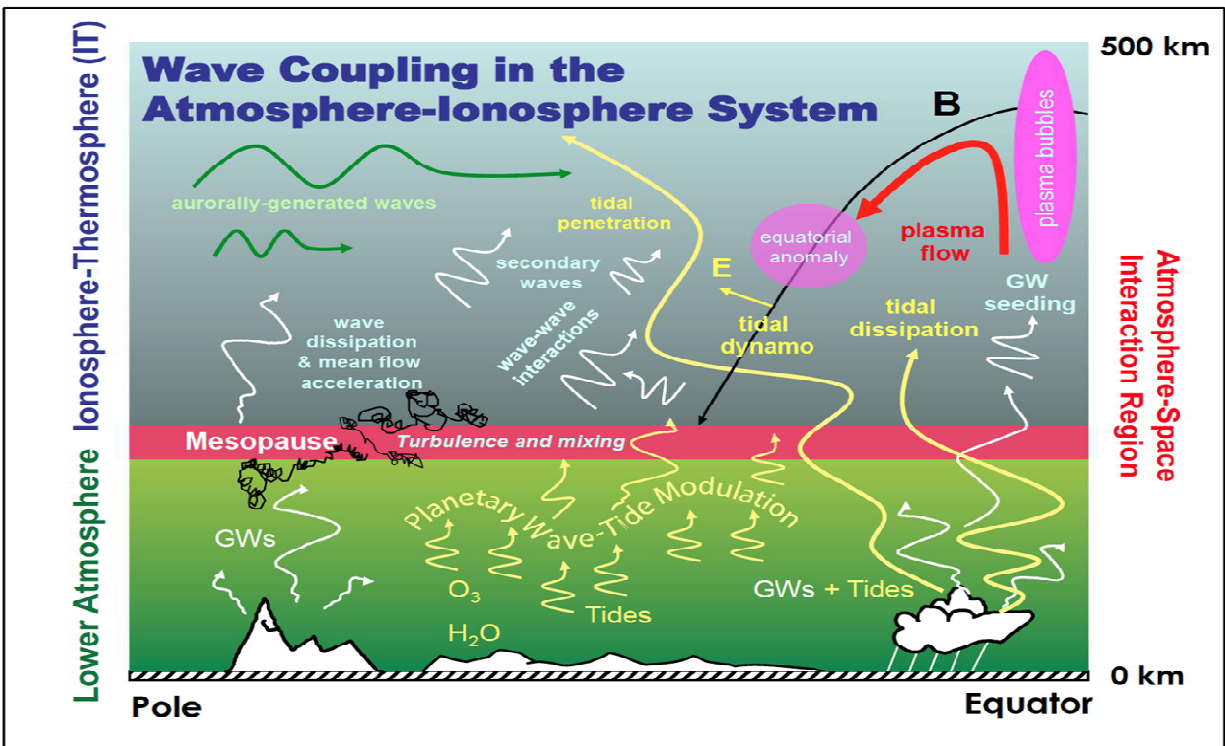 500 km
Wave Coupling in the
Atmosphere-Ionosphere System
B
plasma bubbles
aurorally-generated waves
tidal
penetration
equatorial
anomaly
plasma
flow
secondary
waves
E
GW
seeding
wave
dissipation
& mean flow
acceleration
wave-wave
interactions
tidal
dynamo
tidal
dissipation
Mesopause
Turbulence and mixing
Planetary Wave-Tide Modulation
GWs
O₃
H₂O
Tides
GWs + Tides
0 km
Pole
Equator
Lower Atmosphere Ionosphere-Thermosphere (IT)
Atmosphere-Space
Interaction Region